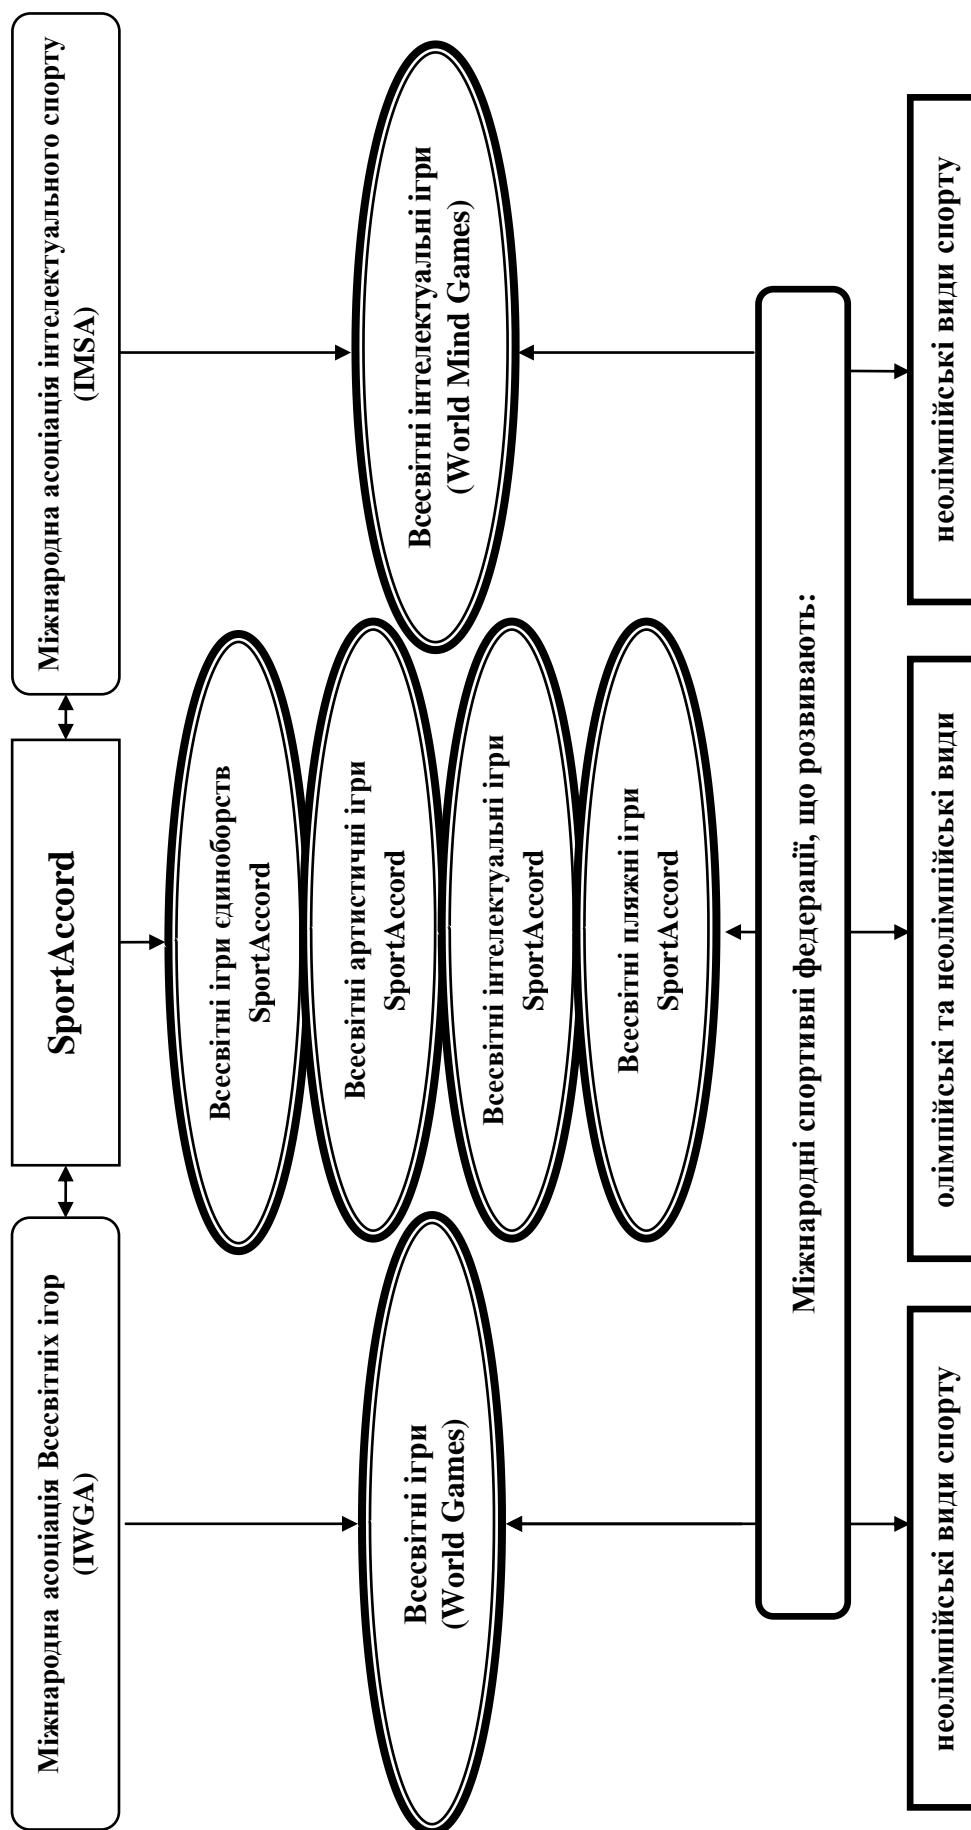 Міжнародна асоціація Всесвітніх ігор
(IWGA)
SportAccord
Міжнародна асоціація інтелектуального спорту
(IMSA)
Всесвітні ігри
(World Games)
Всесвітні ігри єдиноборств
SportAccord
Всесвитні артистичні ігри
SportAccord
Всесвітні інтелектуальні ігри
SportAccord
Всесвітні пляжні ігри
SportAccord
Всесвітні інтелектуальні ігри
(World Mind Games)
Міжнародні спортивні федерації, що розвивають:
неолімпійські види спорту
олімпійські та неолімпійські види
неолімпійські види спорту